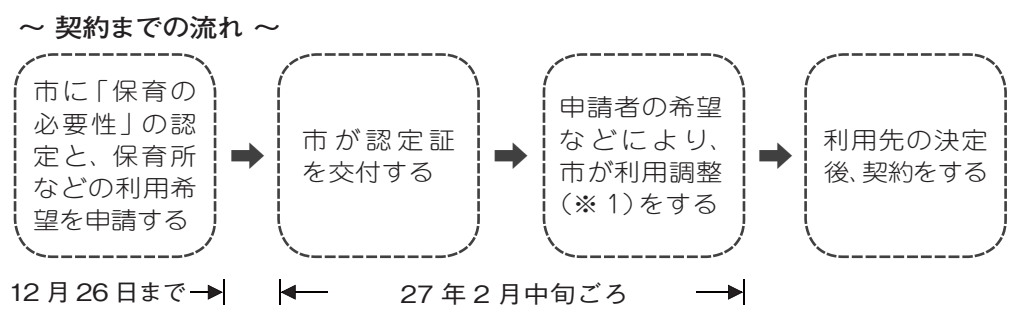 ～ 契約までの流れ ～
市に「保育の
必要性」の認
定と、保育所
などの利用希
望を申請する
市が認定証
を交付する
申請者の希望
などにより、
市が利用調整
（※1）をする
利用先の決定
後、契約をする
12月26日まで
27年2月中旬ごろ